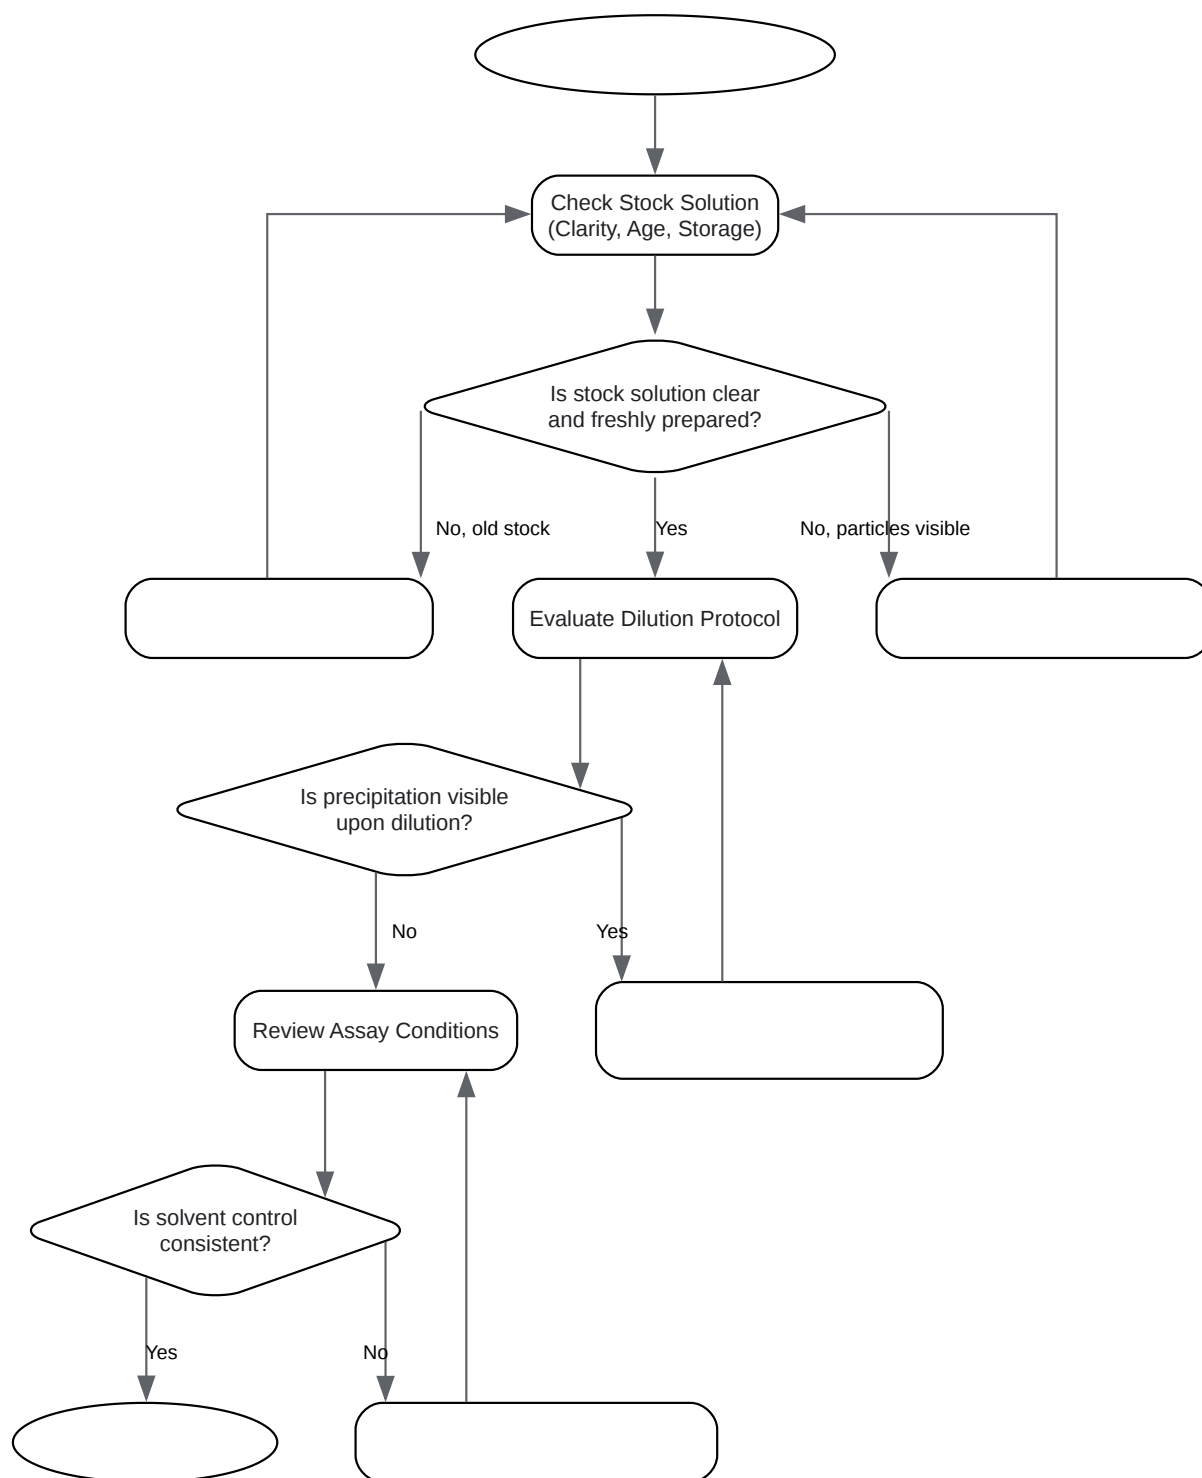 Check Stock Solution
(Clarity, Age, Storage)
Is stock solution clear
and freshly prepared?
No, old stock
Yes
No, particles visible
Evaluate Dilution Protocol
Is precipitation visible
upon dilution?
No
Yes
Review Assay Conditions
Is solvent control
consistent?
Yes
No